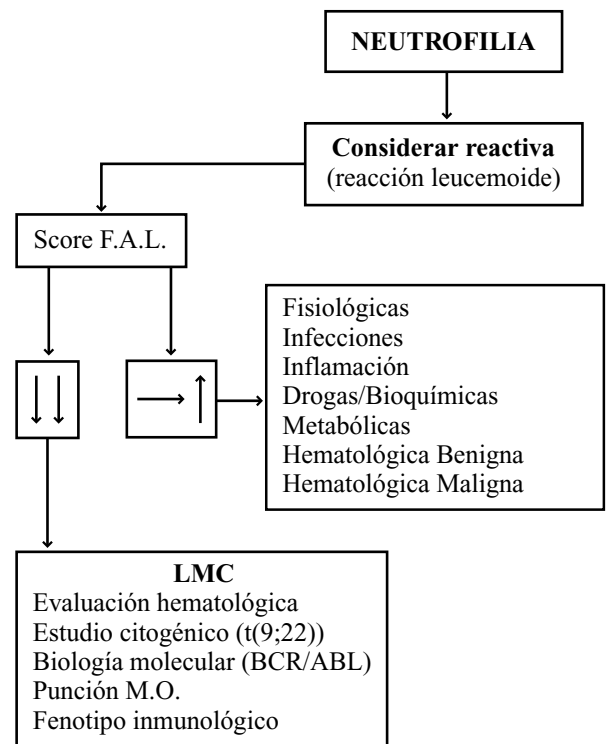 NEUTROFILIA
Considerar reactiva
(reacción leucemoide)
Score F.A.L.
Fisiológicas
Infecciones
Inflamación
Drogas/Bioquímicas
Metabólicas
Hematológica Benigna
Hematológica Maligna
LMC
Evaluación hematológica
Estudio citogénico (t(9;22))
Biología molecular (BCR/ABL)
Punción M.O.
Fenotipo inmunológico